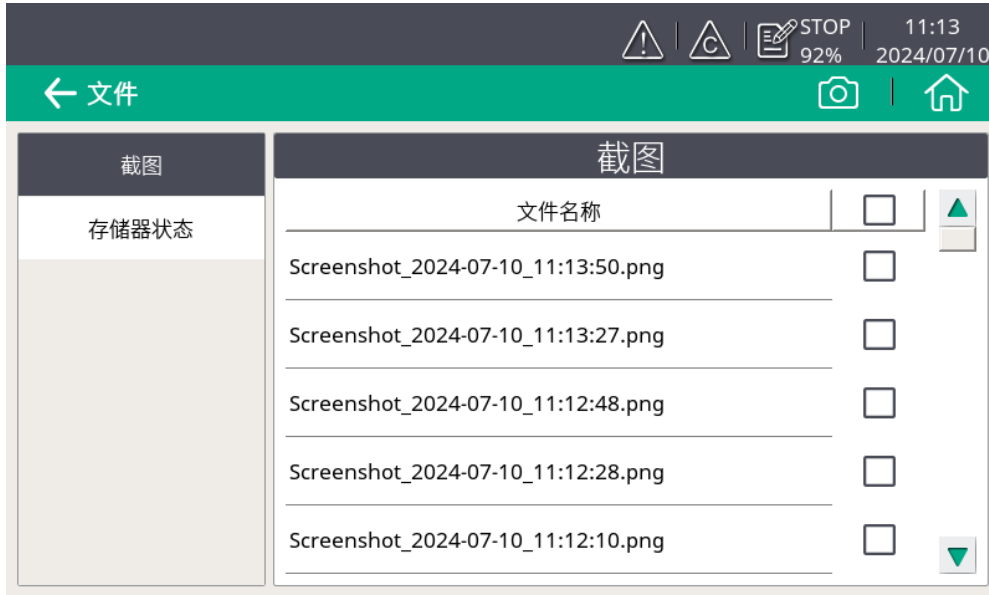 STOP
92%
11:13
2024/07/10
文件
截图
存储器状态
截图
文件名称
Screenshot_2024-07-10_11:13:50.png
Screenshot_2024-07-10_11:13:27.png
Screenshot_2024-07-10_11:12:48.png
Screenshot_2024-07-10_11:12:28.png
Screenshot_2024-07-10_11:12:10.png